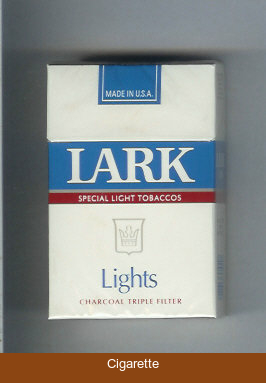 MADE IN U.S.A.
LARK
SPECIAL LIGHT TOBACCOS
Lights
CHARCOAL TRIPLE FILTER
Cigarette